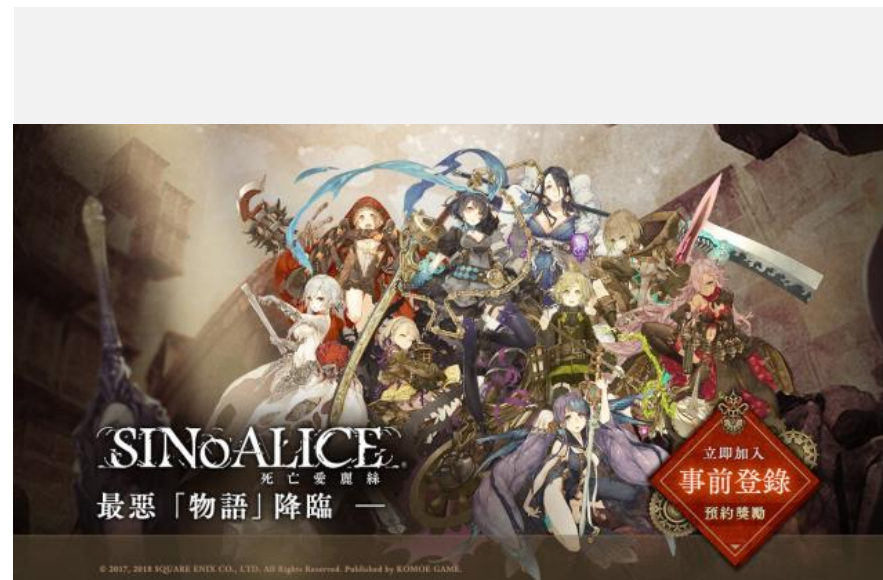 SINoALICE
死亡愛麗絲
最惡「物語」降臨 —
立即加入
事前登錄
預約獎勵
© 2017, 2018 SQUARE ENIX CO., LTD. All Rights Reserved. Published by KOMOE GAME.